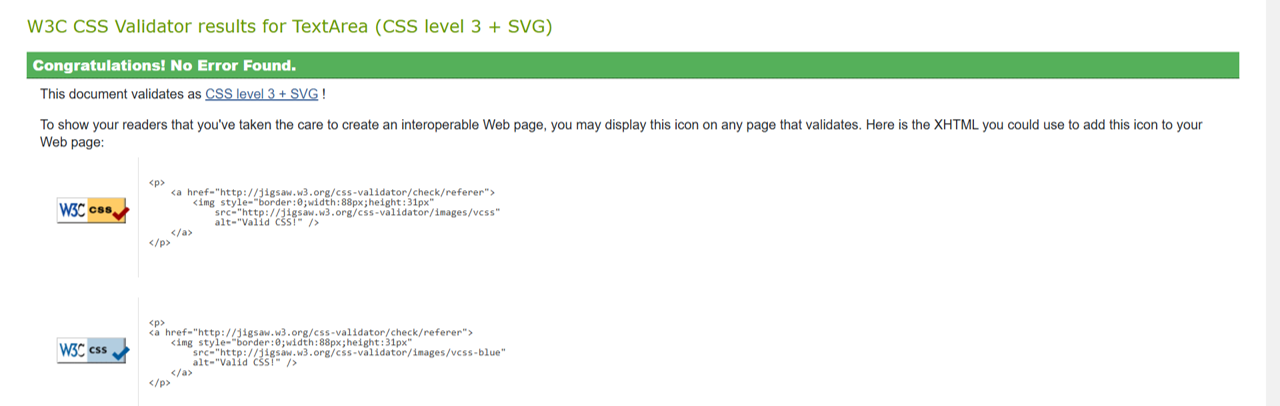 W3C CSS Validator results for TextArea (CSS level 3 + SVG)
Congratulations! No Error Found.
This document validates as CSS level 3 + SVG !
To show your readers that you've taken the care to create an interoperable Web page, you may display this icon on any page that validates. Here is the XHTML you could use to add this icon to your
Web page:
W3C css
<p>
<a href="http://jigsaw.w3.org/css-validator/check/referer">
<img style="border:0;width:88px;height:31px"
src="http://jigsaw.w3.org/css-validator/images/vcss"
alt="Valid CSS!" />
</a>
</p>
W3C css
<p>
<a href="http://jigsaw.w3.org/css-validator/check/referer">
<img style="border:0;width:88px;height:31px"
src="http://jigsaw.w3.org/css-validator/images/vcss-blue"
alt="Valid CSS!" />
</a>
</p>